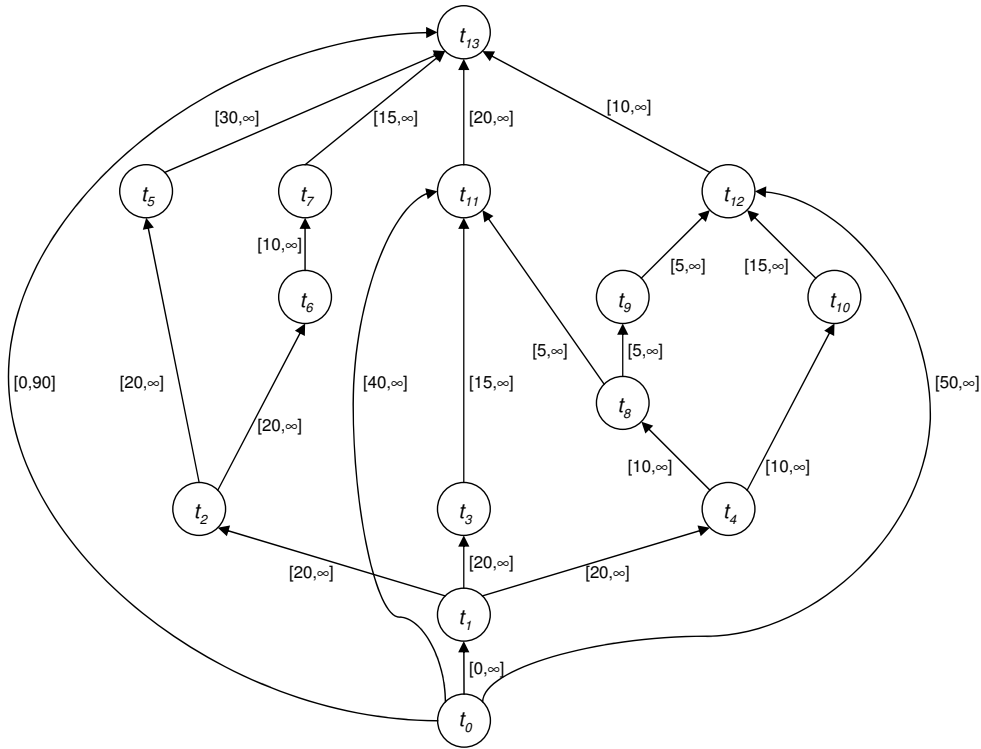 t13
[30,∞]
[15,∞]
[20,∞]
[10,∞]
t5
t7
t11
t12
[10,∞]
[5,∞]
[15,∞]
t6
t9
t10
[5,∞]
[5,∞]
[0,90]
[20,∞]
[40,∞]
[15,∞]
[50,∞]
t8
[20,∞]
[10,∞]
[10,∞]
t2
t3
t4
[20,∞]
[20,∞]
[20,∞]
t1
[0,∞]
t0